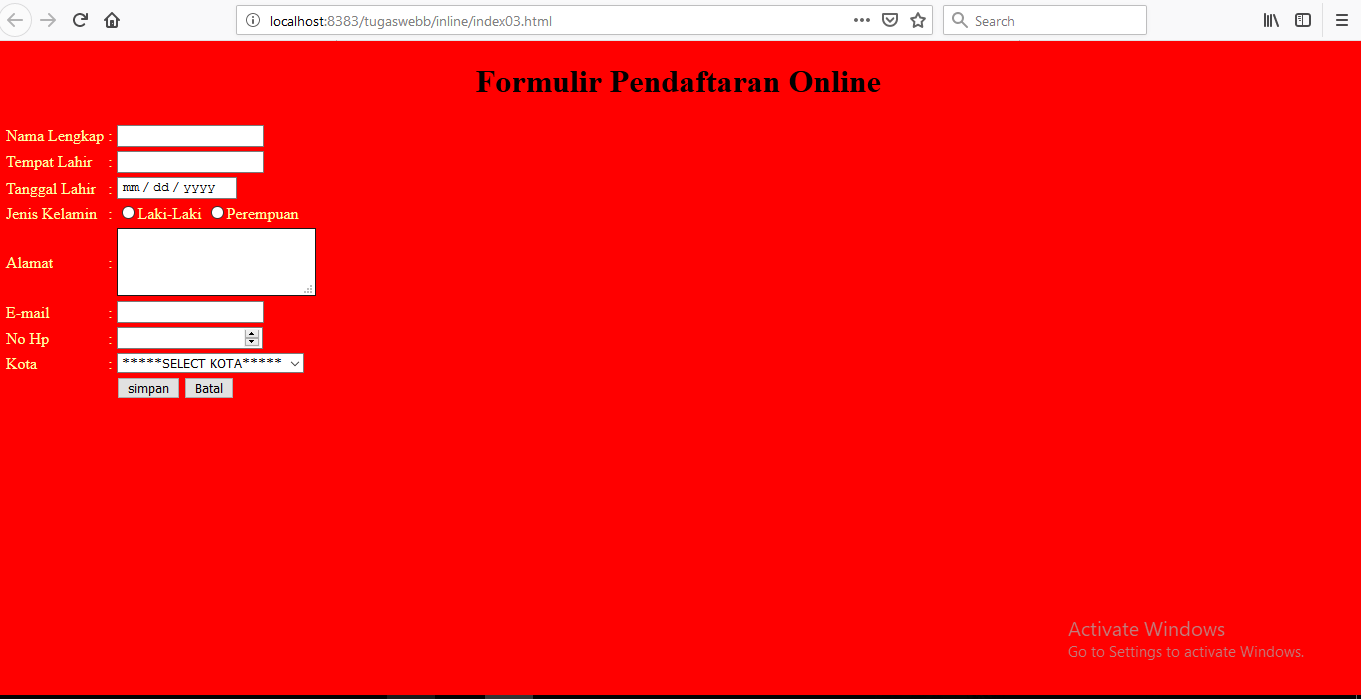 localhost:8383/tugaswebb/inline/index03.html
Search
Formulir Pendaftaran Online
Nama Lengkap :
Tempat Lahir :
Tanggal Lahir : mm / dd / yyyy
Jenis Kelamin : Laki-Laki Perempuan
Alamat :
E-mail :
No Hp :
Kota : *****SELECT KOTA*****
simpan Batal
Activate Windows
Go to Settings to activate Windows.